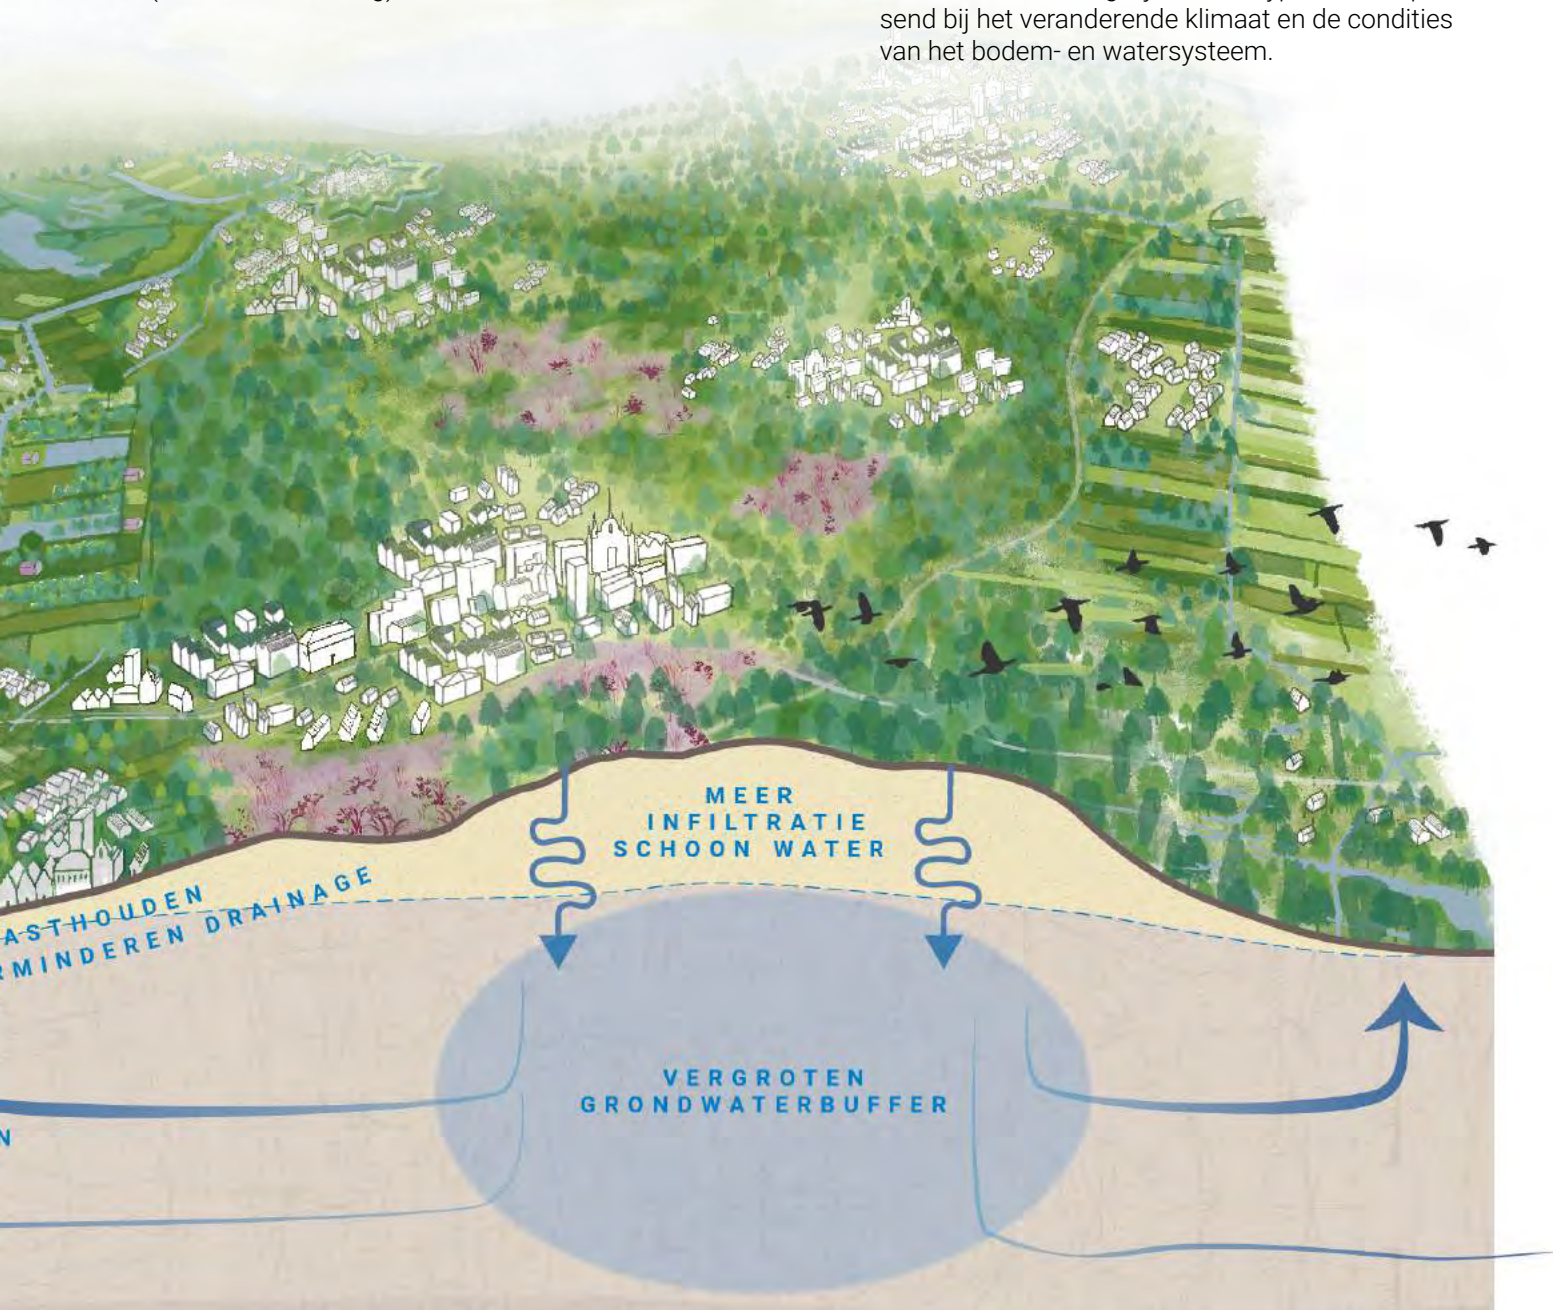 send bij het veranderende klimaat en de condities
van het bodem- en watersysteem.
MEER
INFILTRATIE
SCHOON WATER
ASTHOUDEN
RMINDEREN DRAINAGE
VERGROTEN
GRONDWATERBUFFER
N